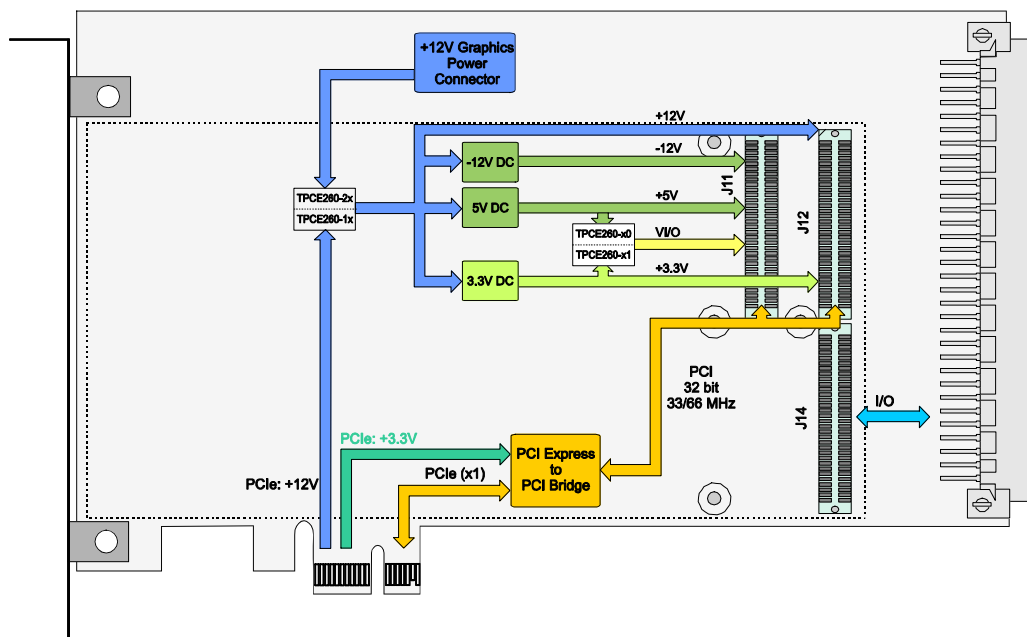 +12V Graphics
Power
Connector
+12V
-12V DC
-12V
J11
TPCE260-2x
TPCE260-1x
5V DC
+5V
J12
TPCE260-x0
TPCE260-x1
VI/O
3.3V DC
+3.3V
PCI
32 bit
33/66 MHz
J14
I/O
PCIe: +3.3V
PCI Express
to
PCI Bridge
PCIe (x1)
PCIe: +12V